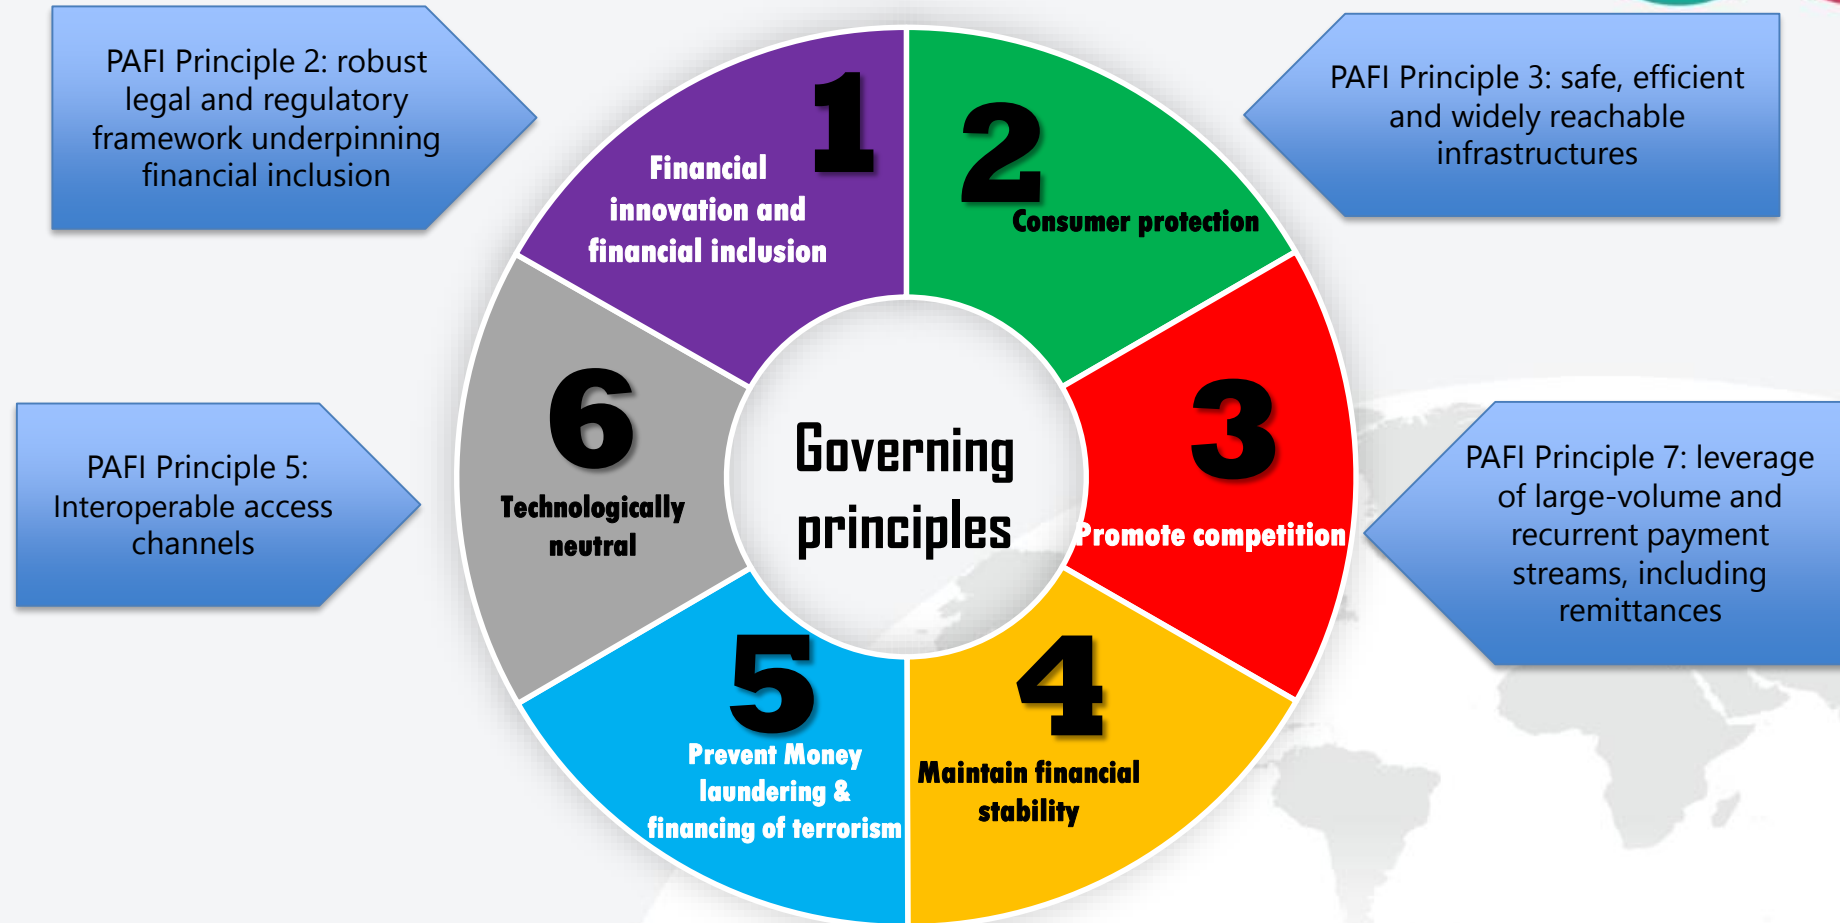 PAFI Principle 2: robust
legal and regulatory
framework underpinning
financial inclusion
PAFI Principle 3: safe, efficient
and widely reachable
infrastructures
1
Financial
innovation and
financial inclusion
2
Consumer protection
6
Technologically
neutral
Governing
principles
3
Promote competition
PAFI Principle 5:
Interoperable access
channels
PAFI Principle 7: leverage
of large-volume and
recurrent payment
streams, including
remittances
5
Prevent Money
laundering &
financing of terrorism
4
Maintain financial
stability